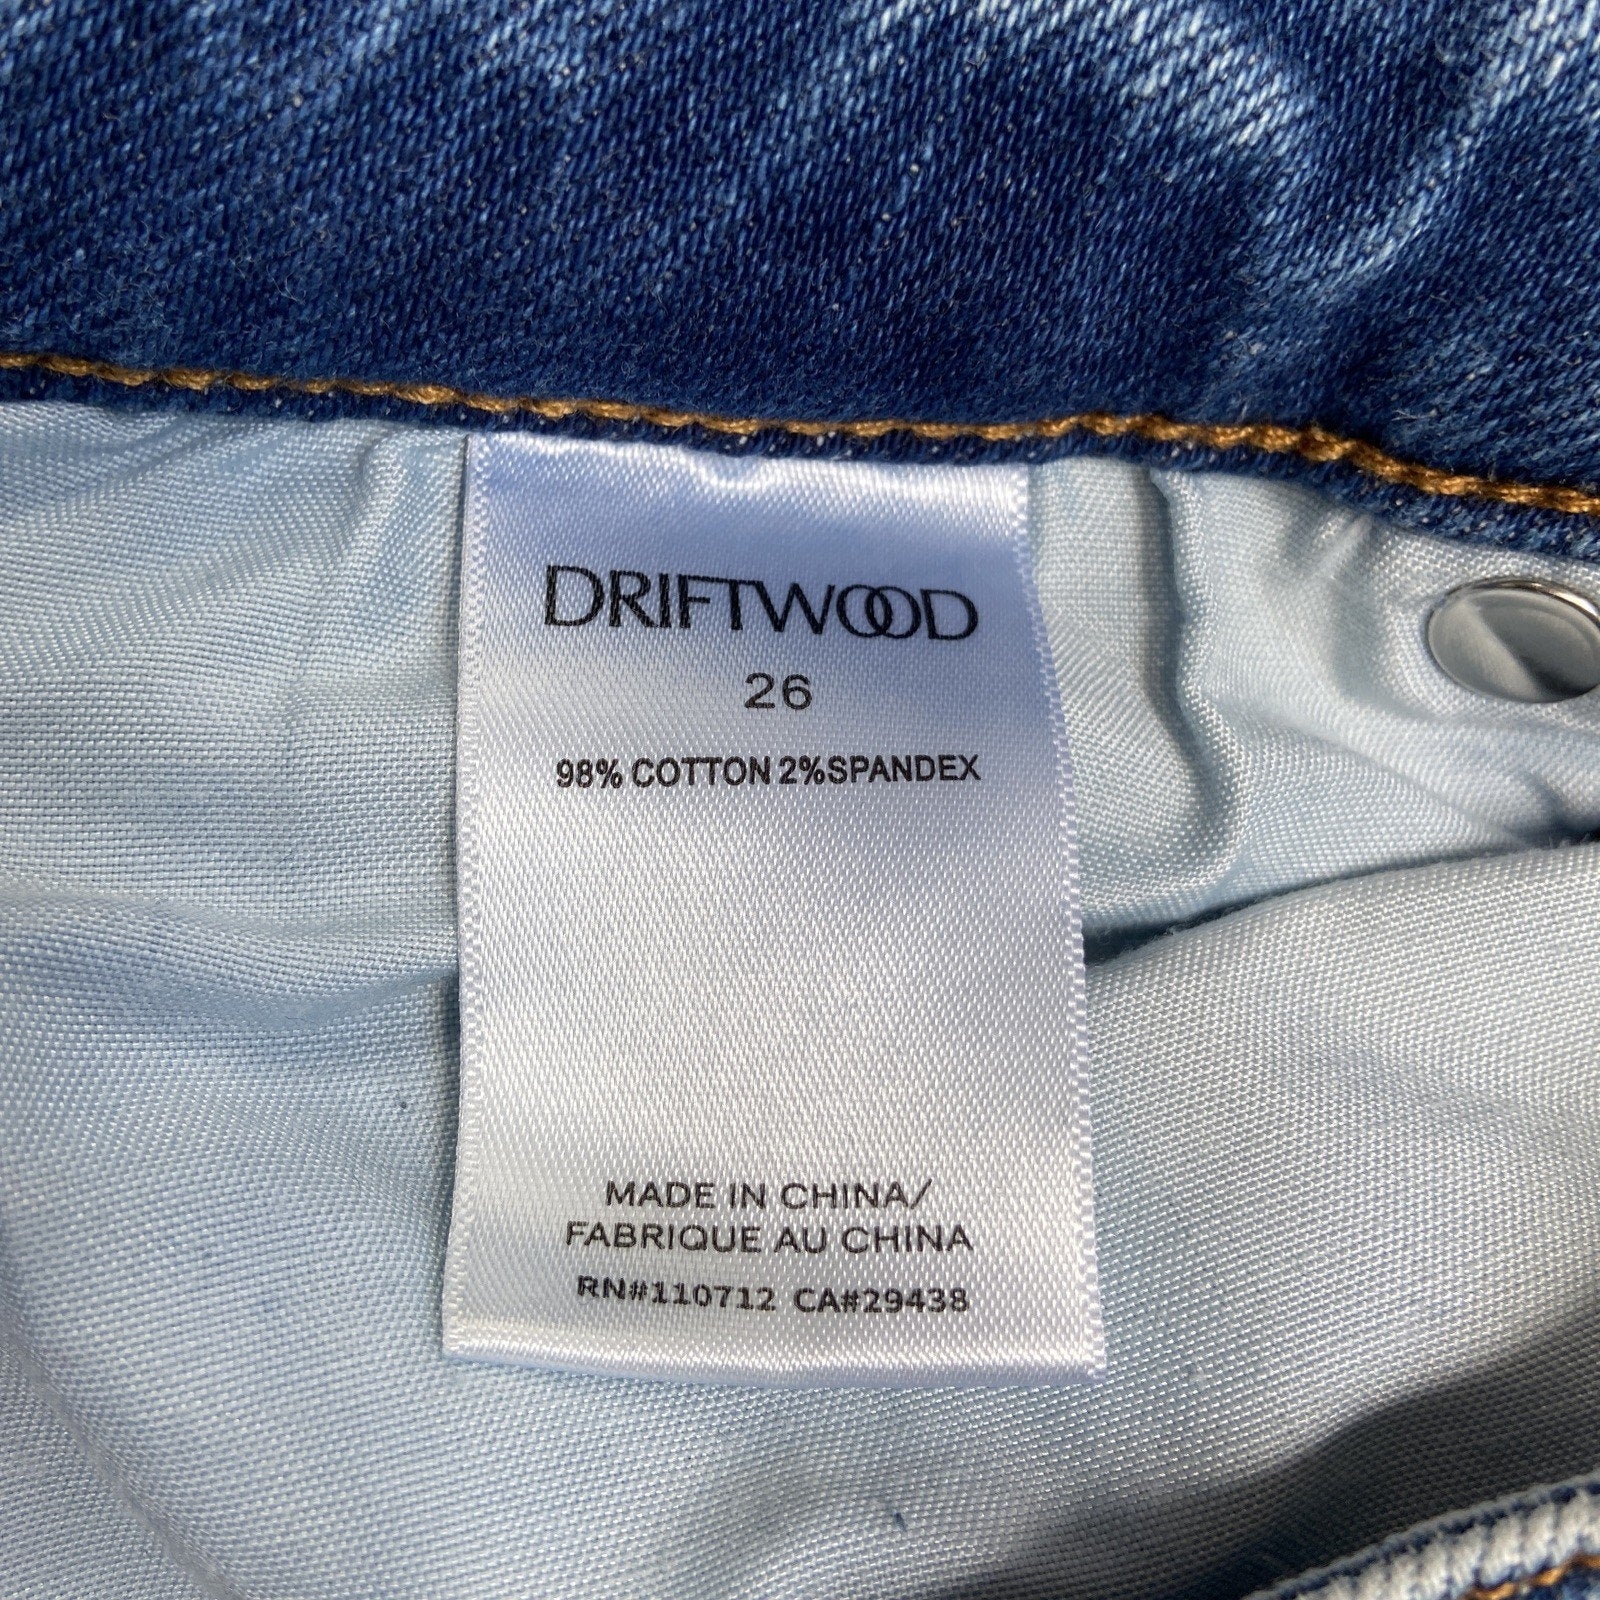 DRIFTWOOD
26
98% COTTON 2%SPANDEX
MADE IN CHINA/
FABRIQUE AU CHINA
RN#110712 CA#29438